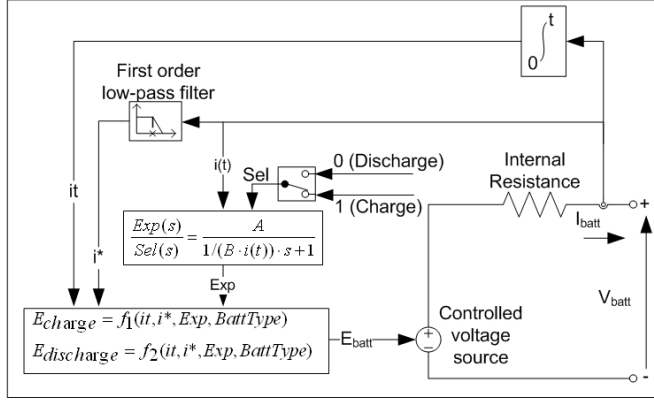 t
0
First order
low-pass filter
i(t)
Sel
0 (Discharge)
1 (Charge)
Internal
Resistance
+
I_batt
it
i*
Exp(s)/Sel(s) = A/(1/(B·i(t))·s+1)
Exp
E_charge = f_1(it,i*,Exp,BattType)
E_discharge = f_2(it,i*,Exp,BattType)
E_batt
+
−
Controlled
voltage
source
V_batt
-